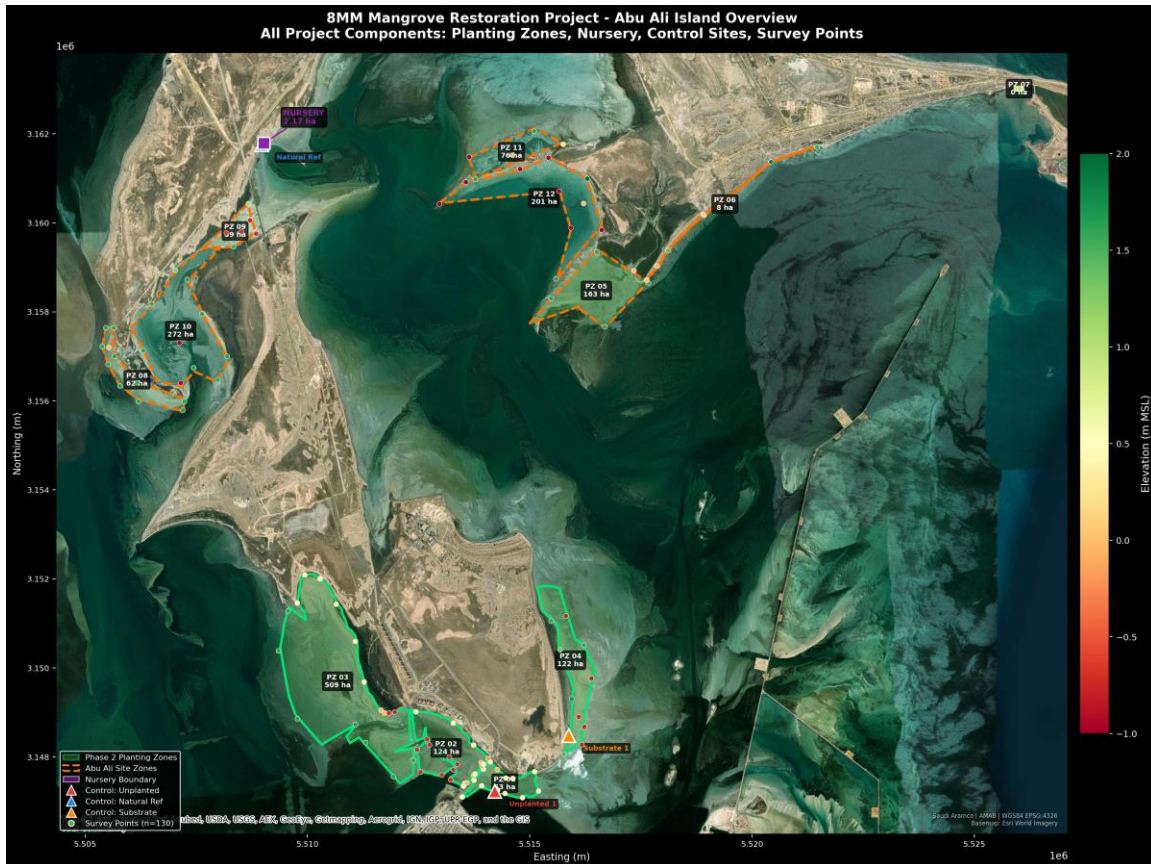 8MM Mangrove Restoration Project - Abu Ali Island Overview
All Project Components: Planting Zones, Nursery, Control Sites, Survey Points
1e6
3.162
3.160
3.158
3.156
3.154
3.152
3.150
3.148
Northing (m)
NURSERY
2.17 ha
Natural Ref
PZ 11
PZ 12
201 ha
PZ 07
0 ha
PZ 06
8 ha
PZ 09
PZ 05
163 ha
PZ 10
272 ha
PZ 08
62 ha
PZ 04
122 ha
PZ 03
509 ha
PZ 02
124 ha
Substrate 1
Unplanted 1
Phase 2 Planting Zones
Abu Ali Site Zones
Nursery Boundary
Control: Unplanted
Control: Natural Ref
Control: Substrate
Survey Points (n=130)
USDA, USGS, AEX, GeoEye, Getmapping, Aerogrid, IGN, IGP, UPR-EGP, and the GIS
Saudi Aramco | AMAB | WGS84 EPSG:4326
Basemap: Esri World Imagery
5.505
5.510
5.515
5.520
5.525
1e6
Easting (m)
2.0
1.5
1.0
0.5
0.0
−0.5
−1.0
Elevation (m MSL)